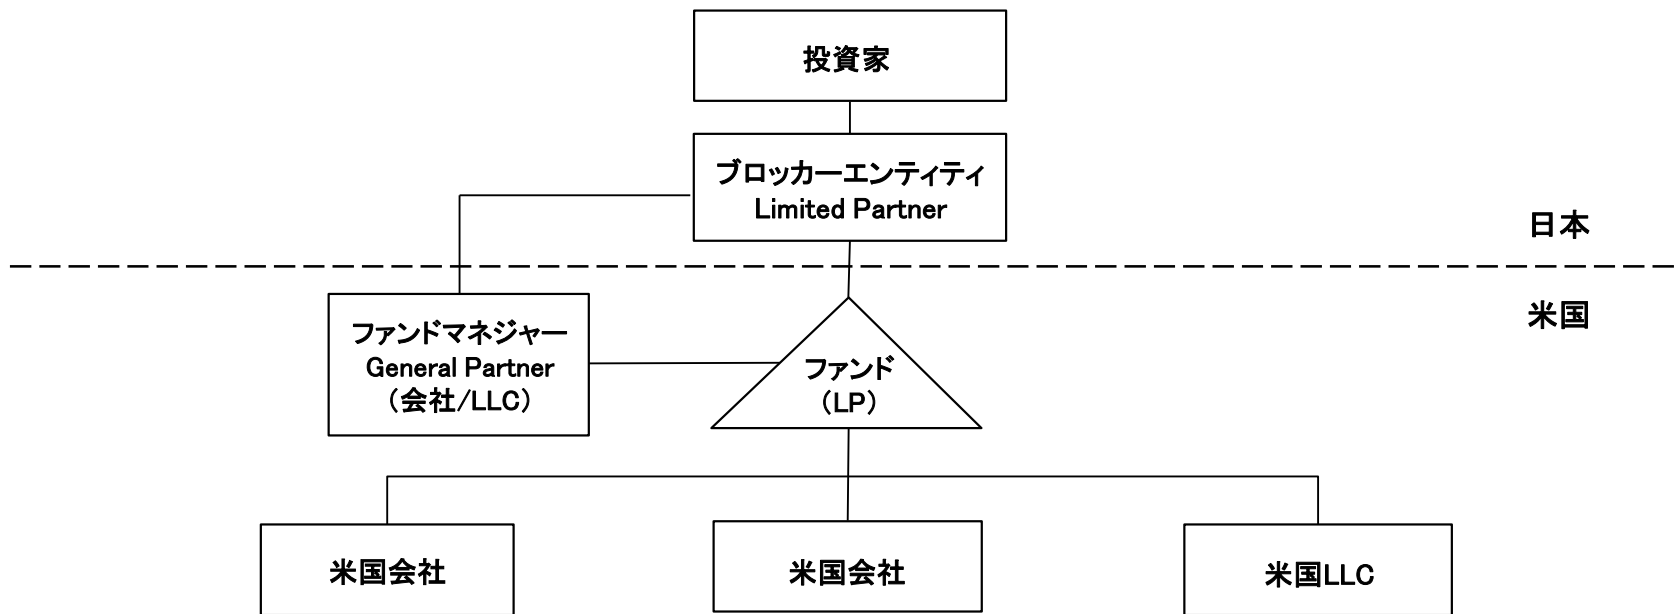 投資家
ブロッカーエンティティ
Limited Partner
日本
米国
ファンドマネジャー
General Partner
(会社/LLC)
ファンド
(LP)
米国会社
米国会社
米国LLC